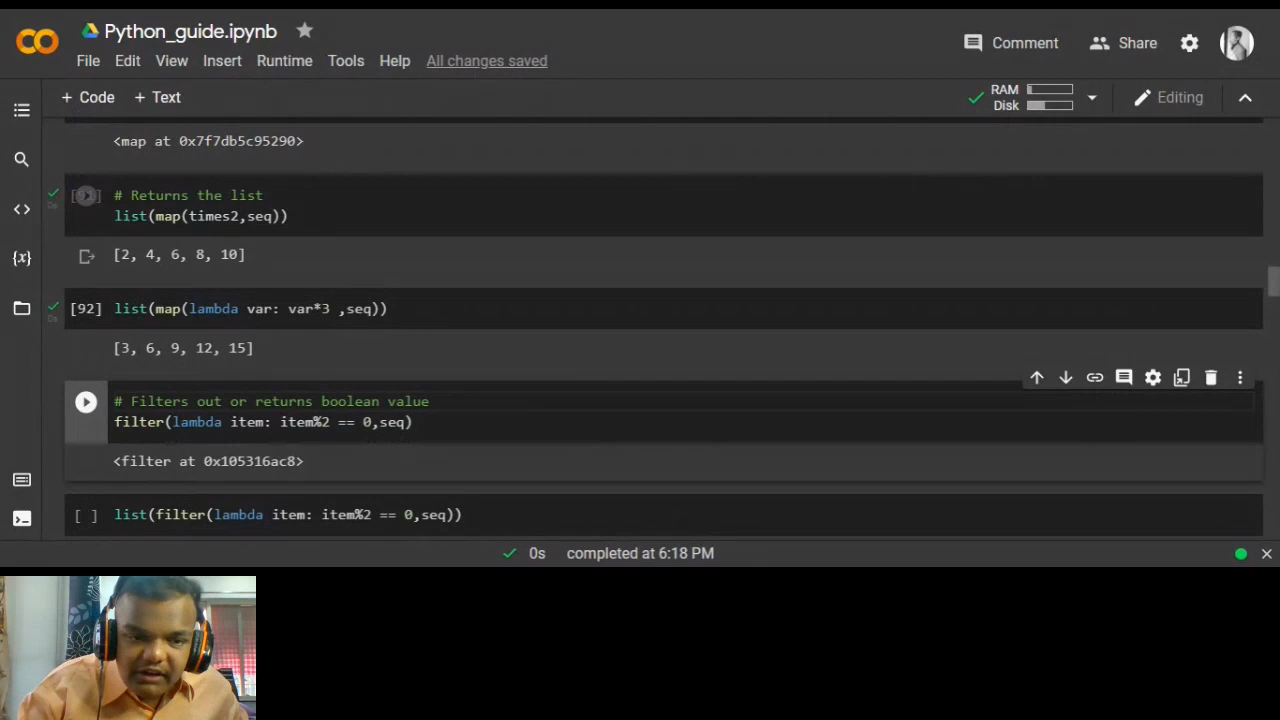 Python_guide.ipynb
File Edit View Insert Runtime Tools Help All changes saved
Comment Share
+ Code + Text
RAM
Disk
Editing
<map at 0x7f7db5c95290>
# Returns the list
list(map(times2,seq))
[2, 4, 6, 8, 10]
[92] list(map(lambda var: var*3 ,seq))
[3, 6, 9, 12, 15]
# Filters out or returns boolean value
filter(lambda item: item%2 == 0,seq)
<filter at 0x105316ac8>
[ ] list(filter(lambda item: item%2 == 0,seq))
0s completed at 6:18 PM